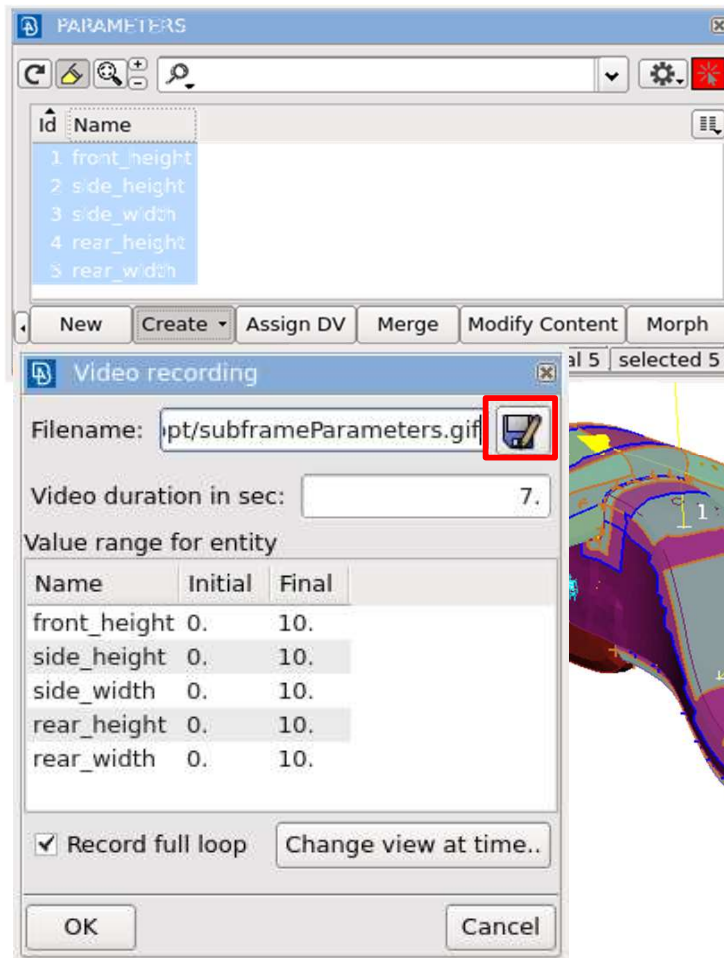 PARAMETERS
Id Name
1 front_height
2 side_height
3 side_width
4 rear_height
5 rear_width
New Create Assign DV Merge Modify Content Morph
al 5 selected 5
Video recording
Filename: pt/subframeParameters.gif
Video duration in sec: 7.
Value range for entity
Name Initial Final
front_height 0. 10.
side_height 0. 10.
side_width 0. 10.
rear_height 0. 10.
rear_width 0. 10.
Record full loop Change view at time..
OK Cancel
1